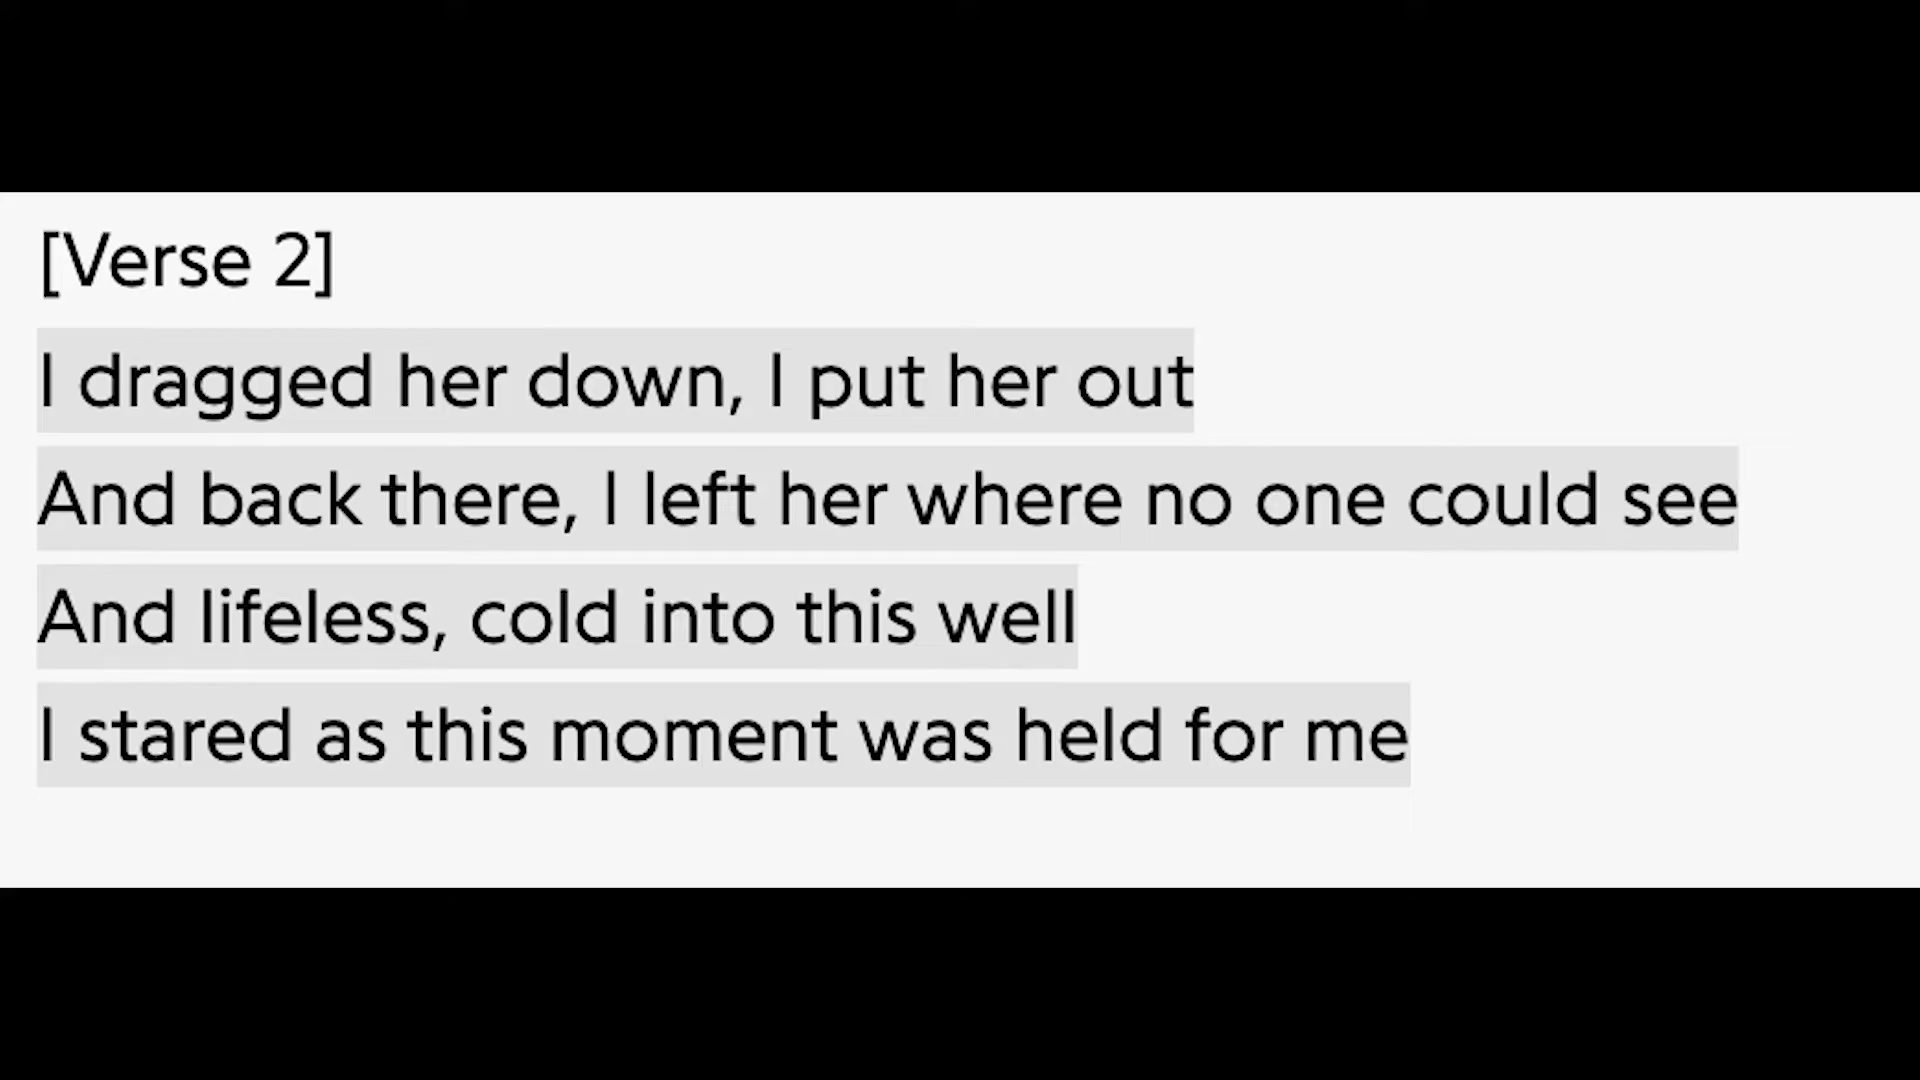 [Verse 2]
I dragged her down, I put her out
And back there, I left her where no one could see
And lifeless, cold into this well
I stared as this moment was held for me